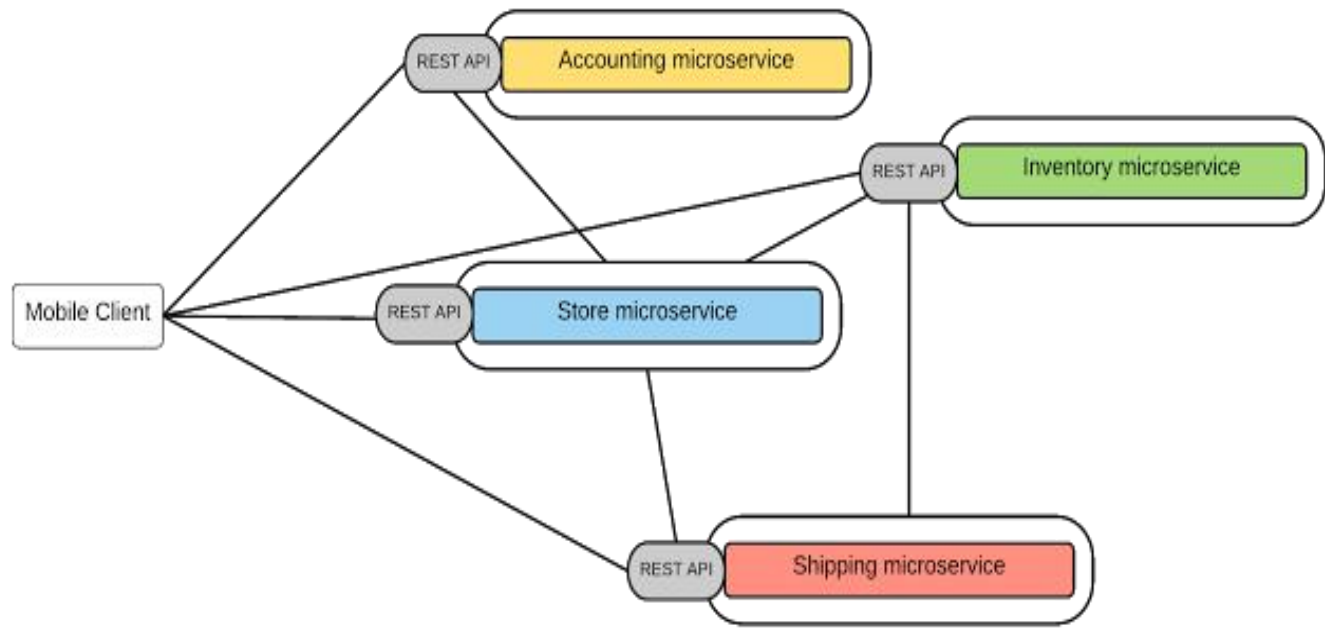 REST API
Accounting microservice
REST API
Inventory microservice
Mobile Client
REST API
Store microservice
REST API
Shipping microservice